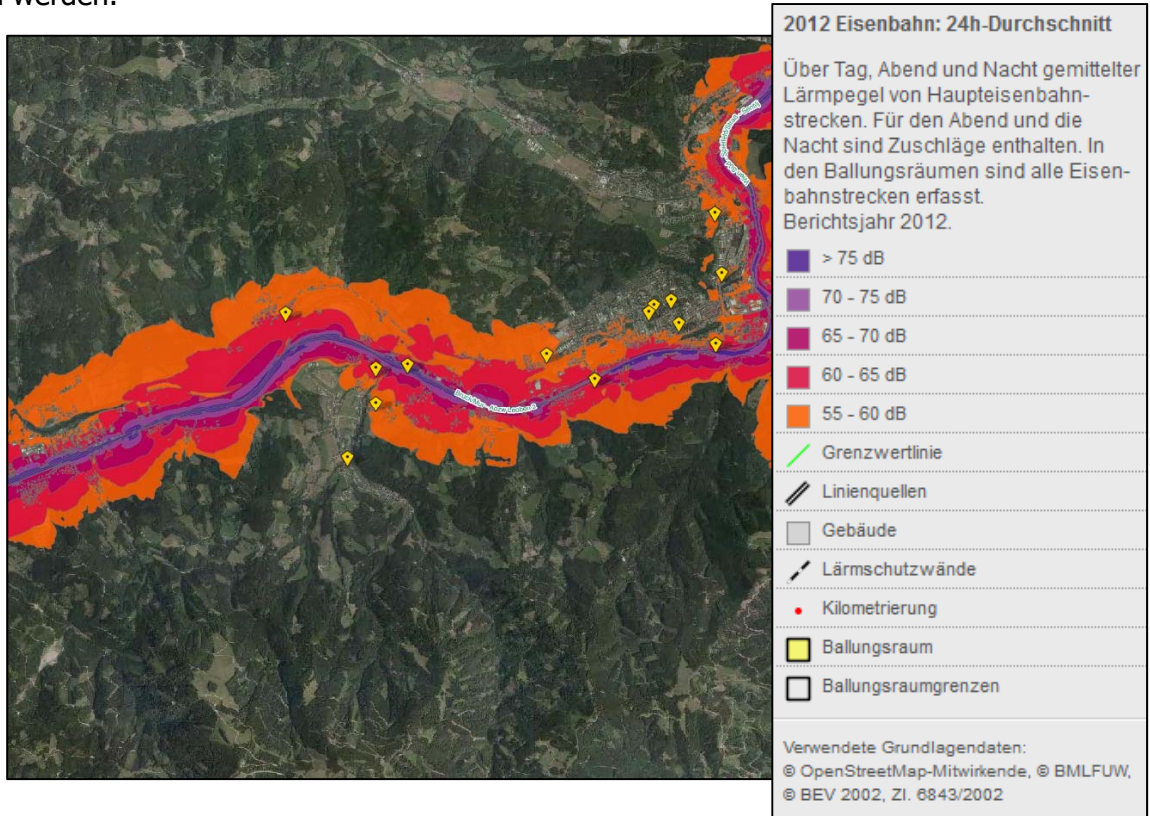 werden.
2012 Eisenbahn: 24h-Durchschnitt
Über Tag, Abend und Nacht gemittelter
Lärmpegel von Haupteisenbahn-
strecken. Für den Abend und die
Nacht sind Zuschläge enthalten. In
den Ballungsräumen sind alle Eisen-
bahnstrecken erfasst.
Berichtsjahr 2012.
> 75 dB
70 - 75 dB
65 - 70 dB
60 - 65 dB
55 - 60 dB
Grenzwertlinie
Linienquellen
Gebäude
Lärmschutzwände
Kilometrierung
Ballungsraum
Ballungsraumgrenzen
Verwendete Grundlagendaten:
© OpenStreetMap-Mitwirkende, © BMLFUW,
© BEV 2002, Zl. 6843/2002